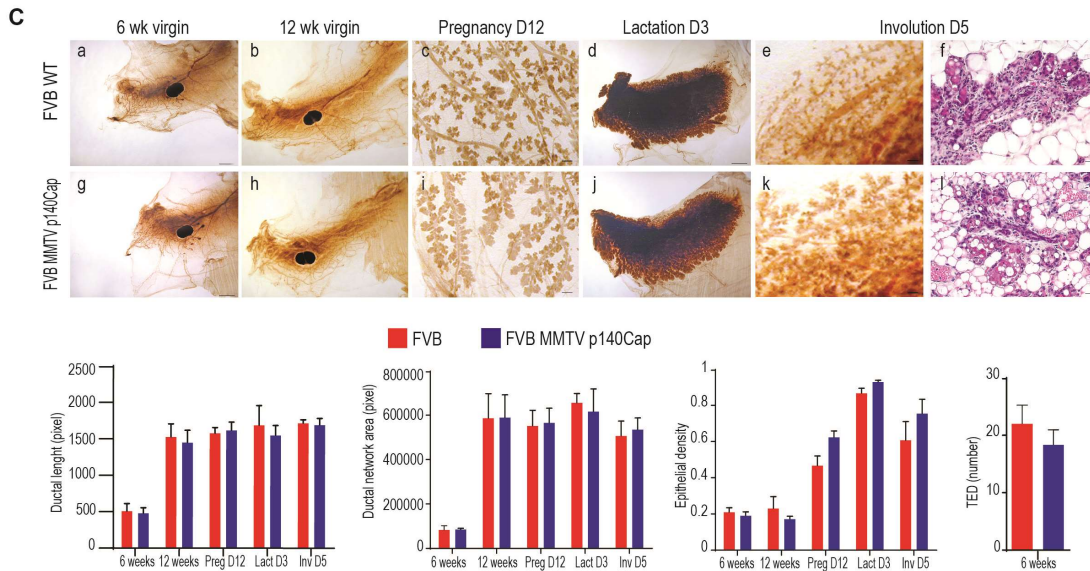 C
6 wk virgin 12 wk virgin Pregnancy D12 Lactation D3 Involution D5
FVB WT
a b c d e f
FVB MMTV p140Cap
g h i j k l
FVB FVB MMTV p140Cap
Ductal lenght (pixel)
2500
2000
1500
1000
500
0
6 weeks 12 weeks Preg D12 Lact D3 Inv D5
Ductal network area (pixel)
800000
600000
400000
200000
0
6 weeks 12 weeks Preg D12 Lact D3 Inv D5
Epithelial density
1
0.8
0.6
0.4
0.2
0
6 weeks 12 weeks Preg D12 Lact D3 Inv D5
TED (number)
30
20
10
0
6 weeks